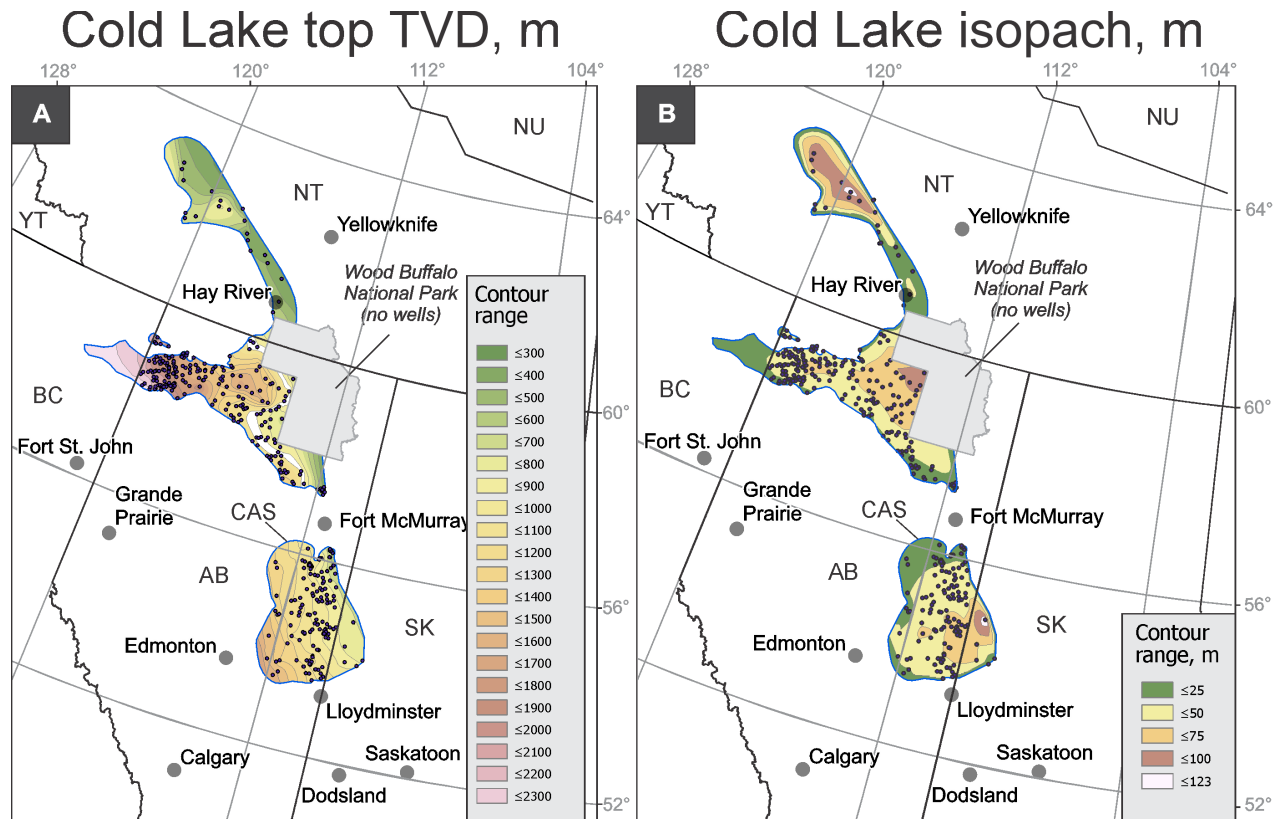 Cold Lake top TVD, m
128°
120°
112°
104°
A
NU
NT
YT
Yellowknife
64°
Wood Buffalo
National Park
(no wells)
Hay River
Contour
range
≤300
≤400
≤500
≤600
≤700
≤800
≤900
≤1000
≤1100
≤1200
≤1300
≤1400
≤1500
≤1600
≤1700
≤1800
≤1900
≤2000
≤2100
≤2200
≤2300
BC
60°
Fort St. John
Grande
Prairie
CAS
Fort McMurray
AB
56°
SK
Edmonton
Lloydminster
Calgary
Saskatoon
Dodsland
52°
Cold Lake isopach, m
128°
120°
112°
104°
B
NU
NT
YT
Yellowknife
64°
Wood Buffalo
National Park
(no wells)
Hay River
BC
60°
Fort St. John
Grande
Prairie
CAS
Fort McMurray
AB
56°
SK
Edmonton
Contour
range, m
≤25
≤50
≤75
≤100
≤123
Lloydminster
Calgary
Saskatoon
Dodsland
52°